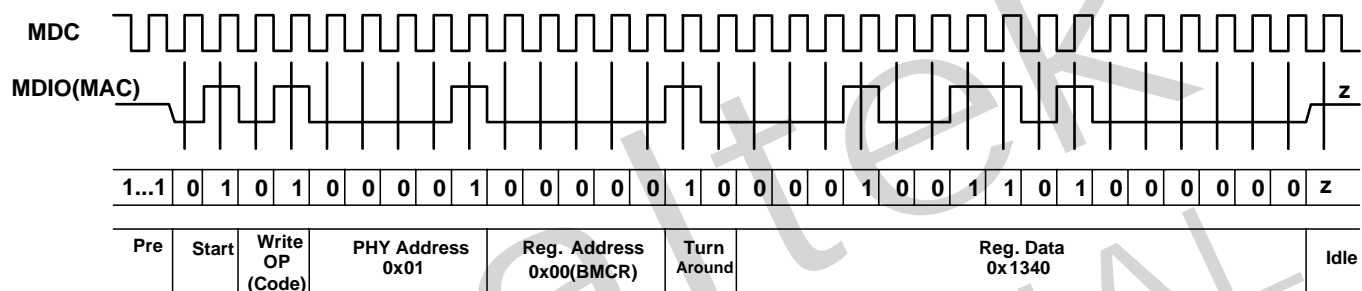 MDC
MDIO(MAC)
z
1...1 0 1 0 1 0 0 0 0 1 0 0 0 0 0 1 0 0 0 0 1 0 0 1 1 0 1 0 0 0 0 0 0 z
Pre Start Write OP (Code) PHY Address 0x01 Reg. Address 0x00(BMCR) Turn Around Reg. Data 0x1340 Idle
altek